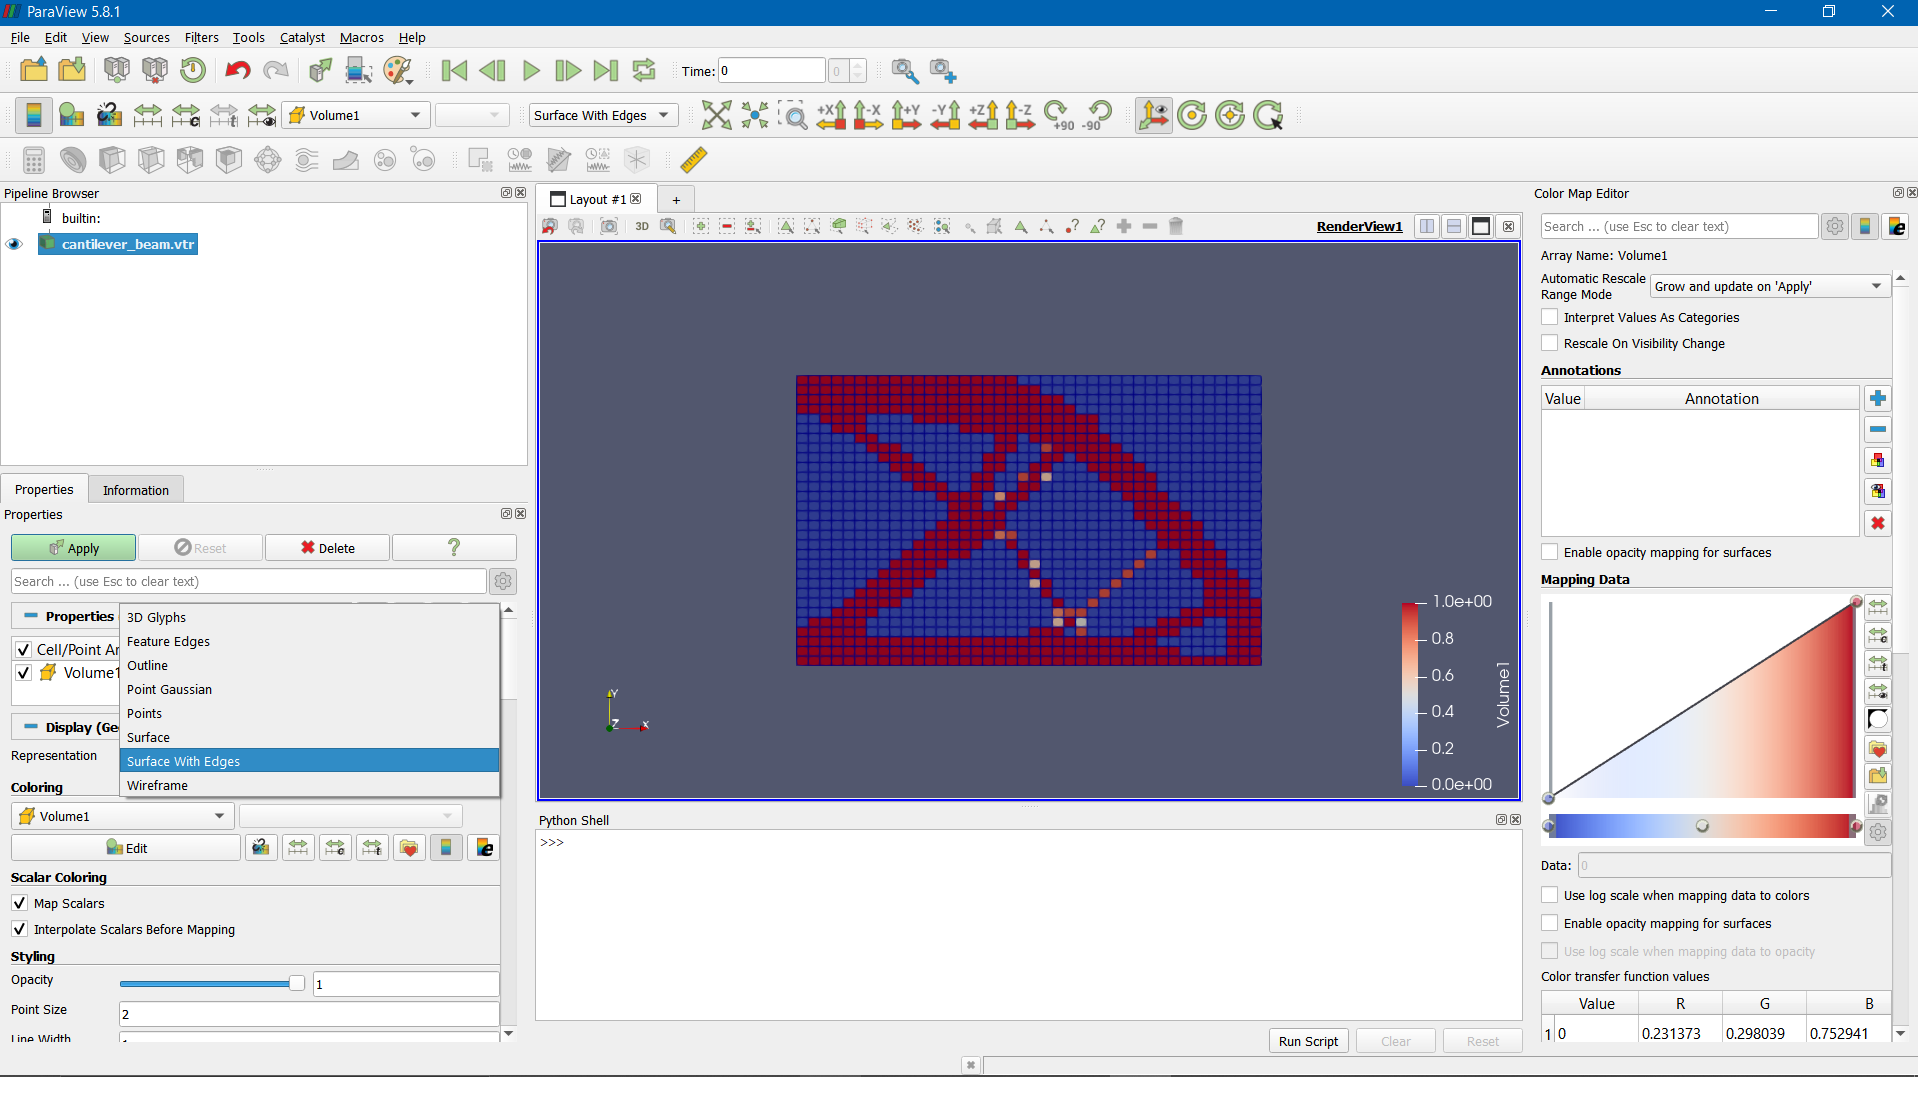 ParaView 5.8.1
File Edit View Sources Filters Tools Catalyst Macros Help
Time: 0 0
Volume1 Surface With Edges +X -X +Y -Y +Z -Z +90 -90
Pipeline Browser
builtin:
cantilever_beam.vtr
Properties Information
Properties
Apply Reset Delete ?
Search ... (use Esc to clear text)
Properties
Cell/Point Ar
Volume1
Display (Ge
Representation
3D Glyphs
Feature Edges
Outline
Point Gaussian
Points
Surface
Surface With Edges
Wireframe
Coloring
Volume1
Edit
Scalar Coloring
Map Scalars
Interpolate Scalars Before Mapping
Styling
Opacity 1
Point Size 2
Line Width
Layout #1 +
3D RenderView1
Y
Z X
1.0e+00
0.8
0.6
0.4
0.2
0.0e+00
Volume1
Python Shell
>>>
Run Script Clear Reset
Color Map Editor
Search ... (use Esc to clear text)
Array Name: Volume1
Automatic Rescale
Range Mode
Grow and update on 'Apply'
Interpret Values As Categories
Rescale On Visibility Change
Annotations
Value Annotation
Enable opacity mapping for surfaces
Mapping Data
Data: 0
Use log scale when mapping data to colors
Enable opacity mapping for surfaces
Use log scale when mapping data to opacity
Color transfer function values
Value R G B
1 0 0.231373 0.298039 0.752941